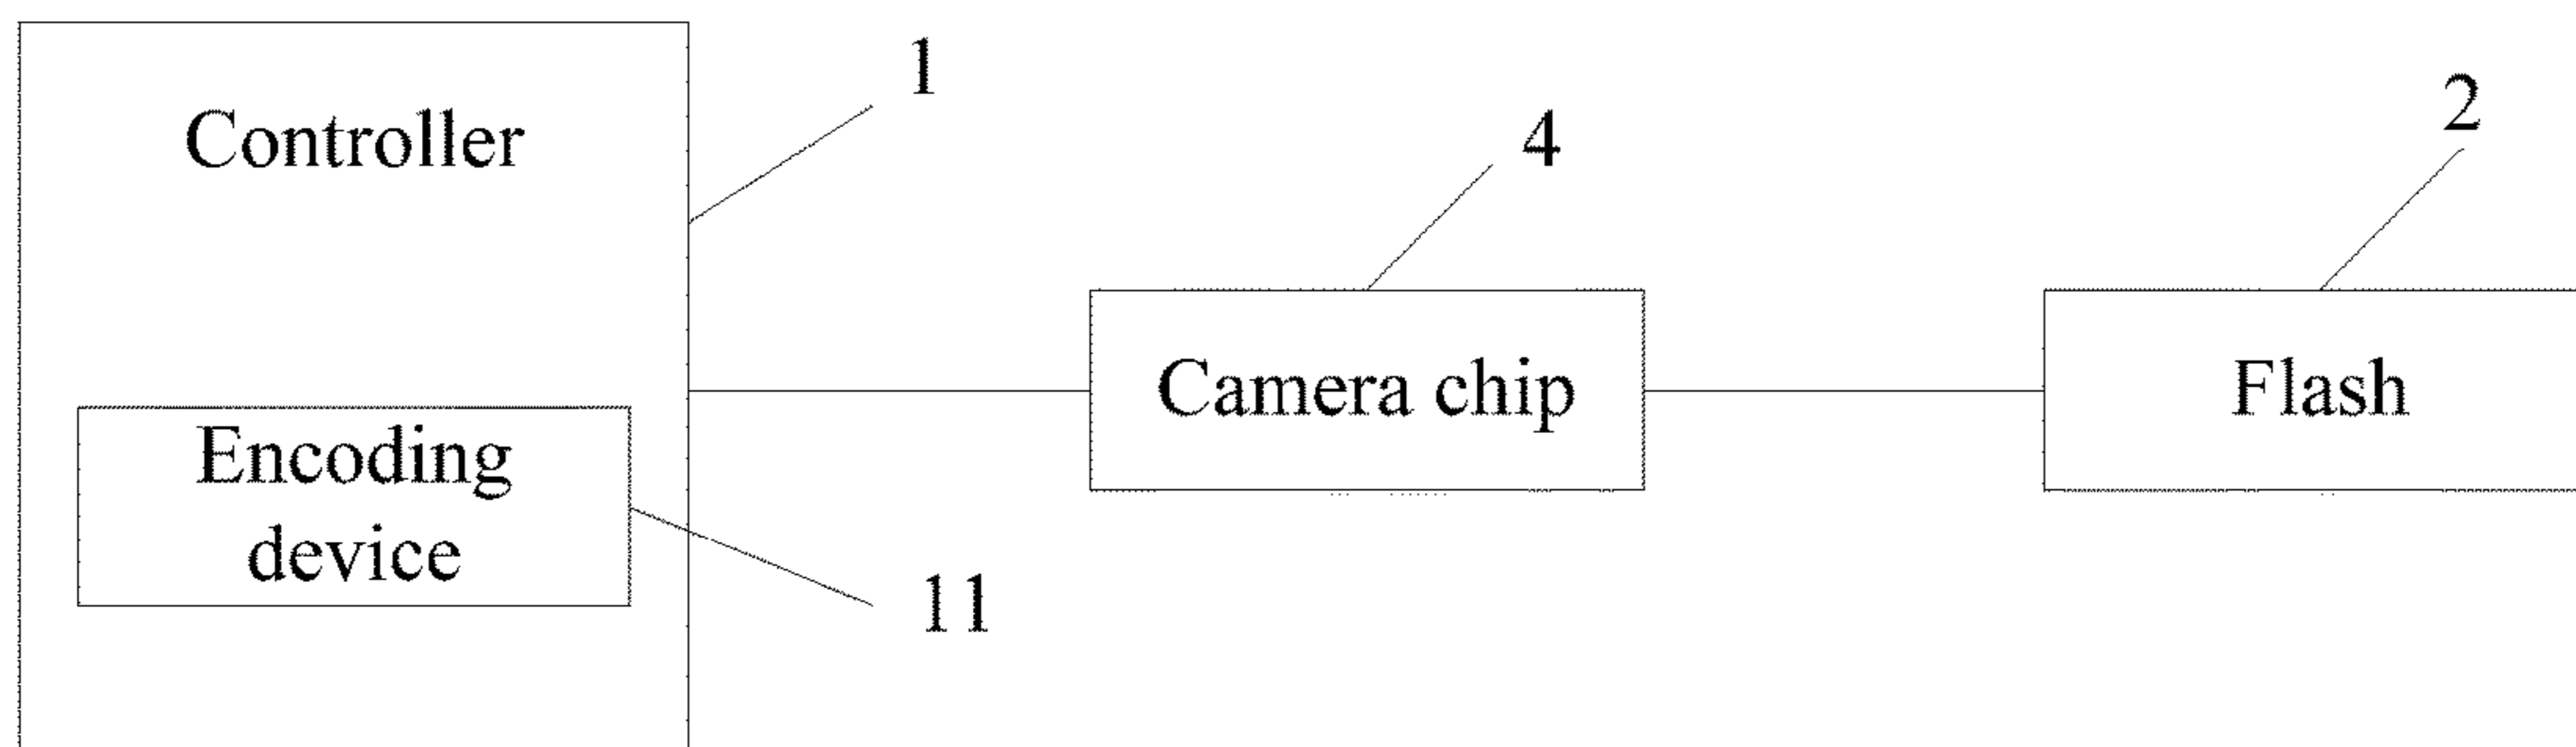 1
Controller
4
2
Camera chip
Flash
Encoding
device
11